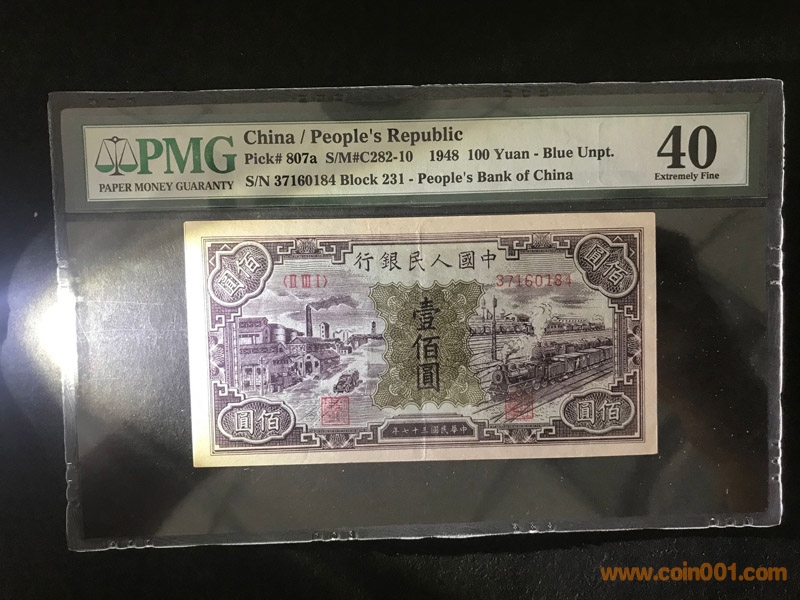 PMG
PAPER MONEY GUARANTY
China / People's Republic
Pick# 807a S/M#C282-10 1948 100 Yuan - Blue Unpt.
S/N 37160184 Block 231 - People's Bank of China
40
Extremely Fine
行銀民人國中
圓佰
圓佰
〈II III I〉
37160184
壹佰圓
圓佰
圓佰
年七十三國民華中
www.coin001.com